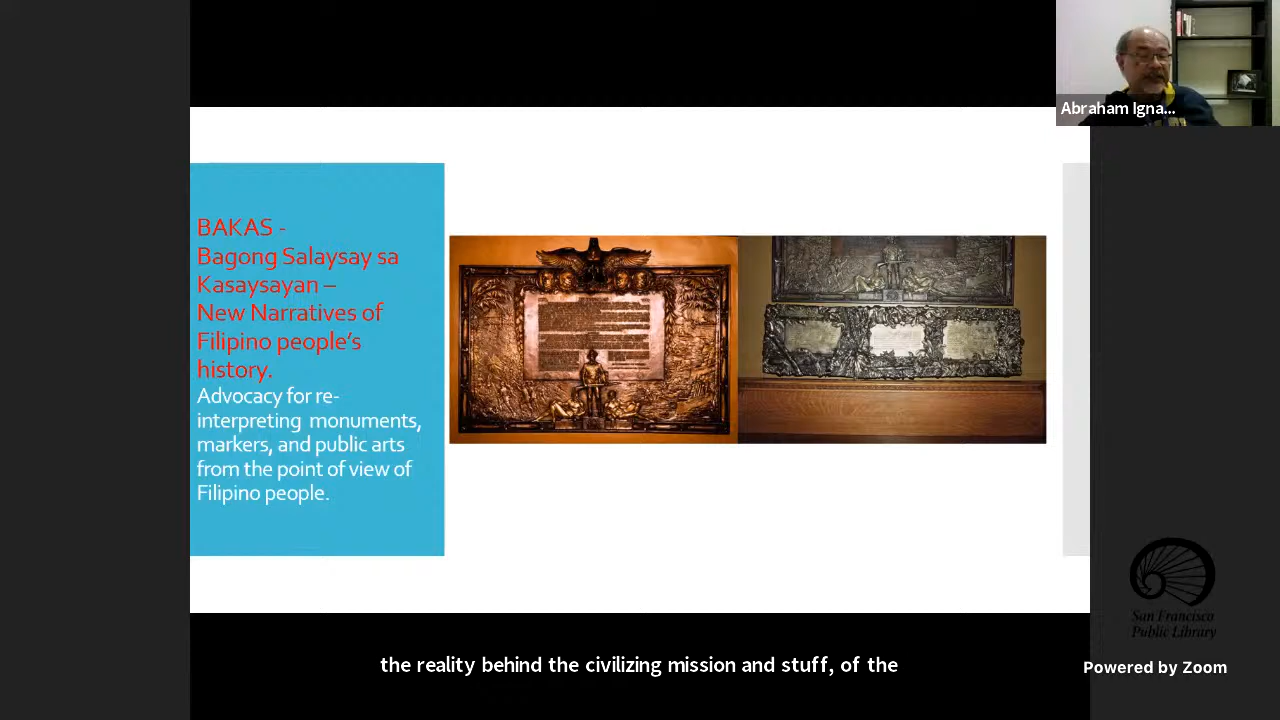 Abraham Igna...
BAKAS -
Bagong Salaysay sa
Kasaysayan –
New Narratives of
Filipino people's
history.
Advocacy for re-
interpreting monuments,
markers, and public arts
from the point of view of
Filipino people.
San Francisco
Public Library
the reality behind the civilizing mission and stuff, of the
Powered by Zoom